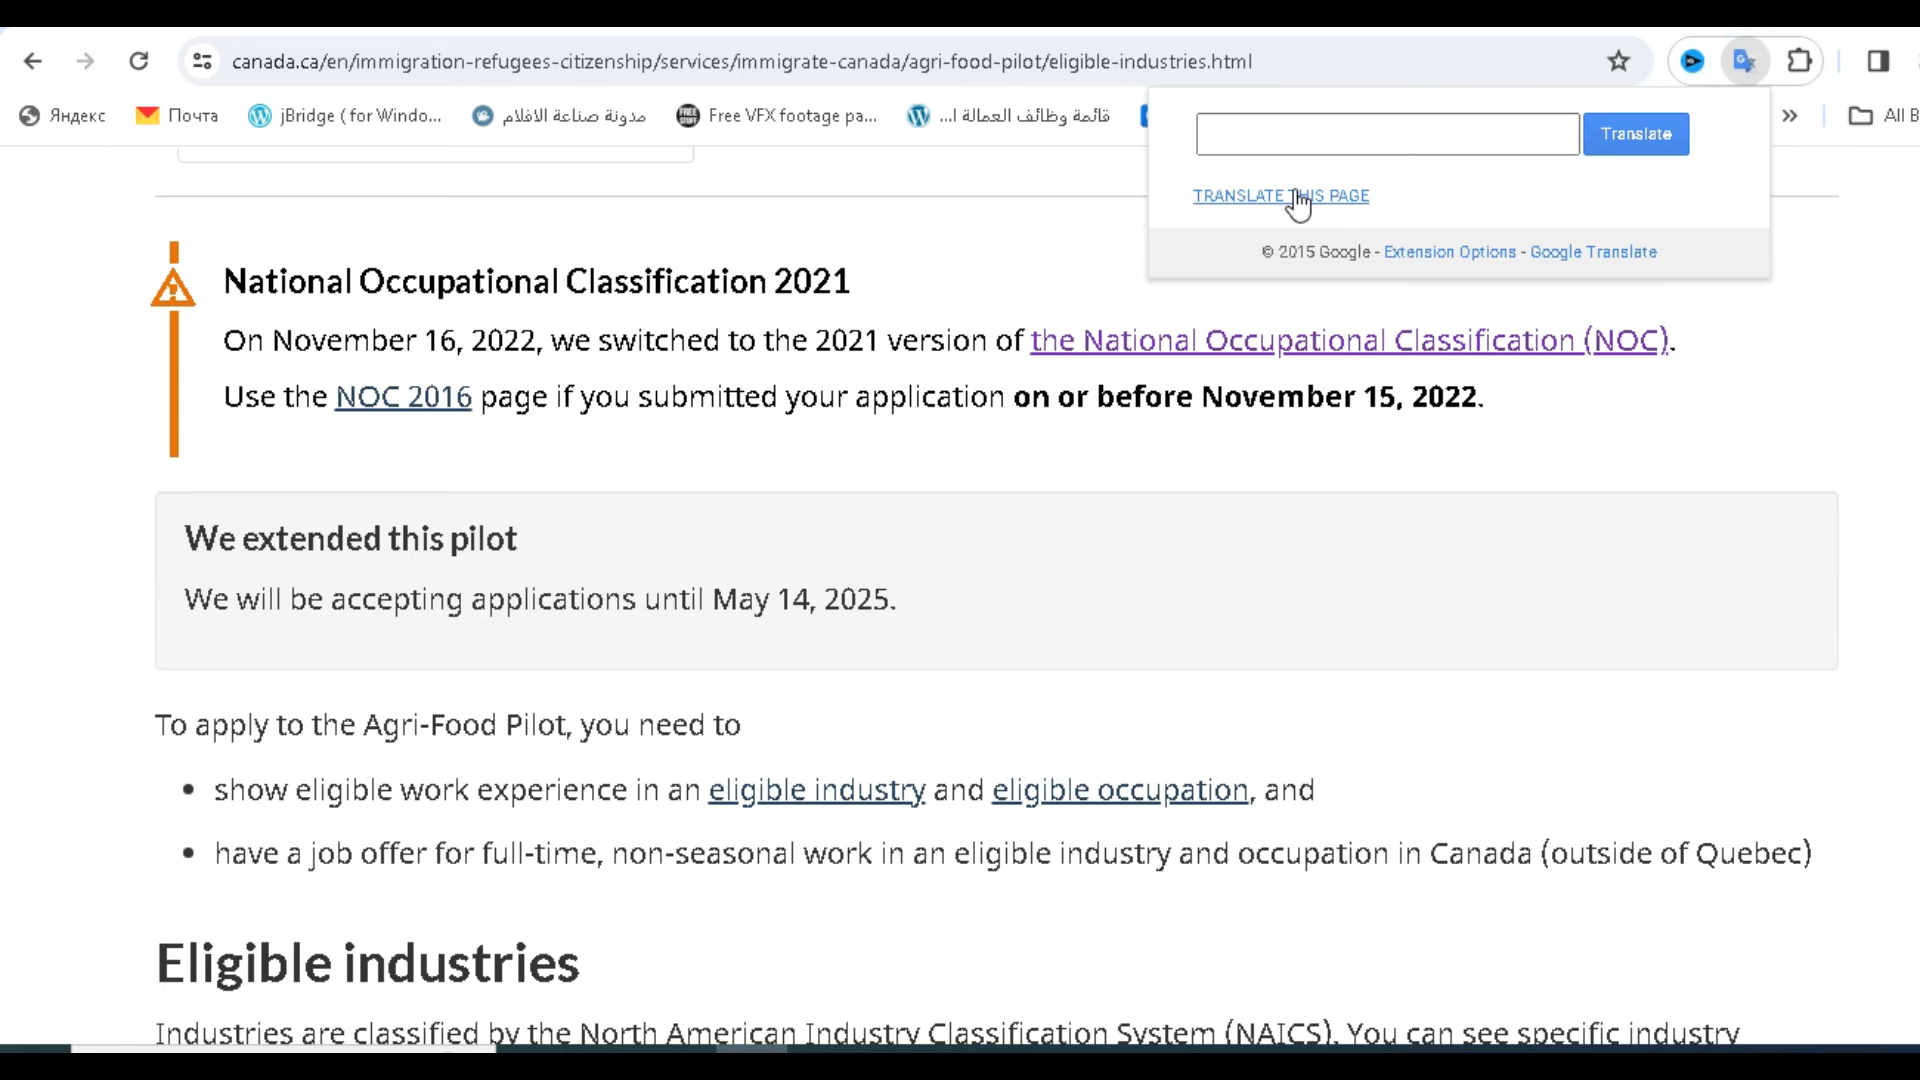 canada.ca/en/immigration-refugees-citizenship/services/immigrate-canada/agri-food-pilot/eligible-industries.html
Яндекс
Почта
jBridge ( for Windo...
مدونة صناعة الافلام
Free VFX footage pa...
قائمة وظائف العمالة ا...
»
All B
Translate
TRANSLATE THIS PAGE
© 2015 Google - Extension Options - Google Translate
National Occupational Classification 2021
On November 16, 2022, we switched to the 2021 version of the National Occupational Classification (NOC).
Use the NOC 2016 page if you submitted your application on or before November 15, 2022.
We extended this pilot
We will be accepting applications until May 14, 2025.
To apply to the Agri-Food Pilot, you need to
• show eligible work experience in an eligible industry and eligible occupation, and
• have a job offer for full-time, non-seasonal work in an eligible industry and occupation in Canada (outside of Quebec)
Eligible industries
Industries are classified by the North American Industry Classification System (NAICS). You can see specific industry